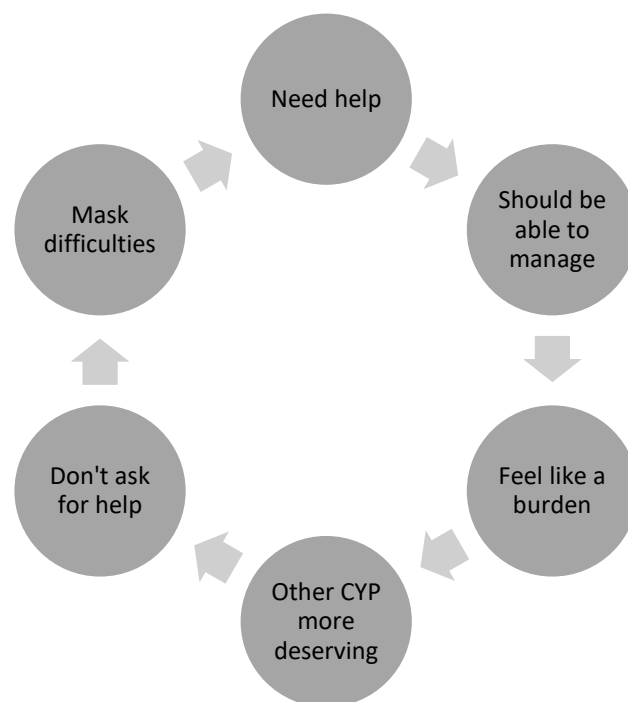 Need help
Should be
able to
manage
Feel like a
burden
Other CYP
more
deserving
Don't ask
for help
Mask
difficulties